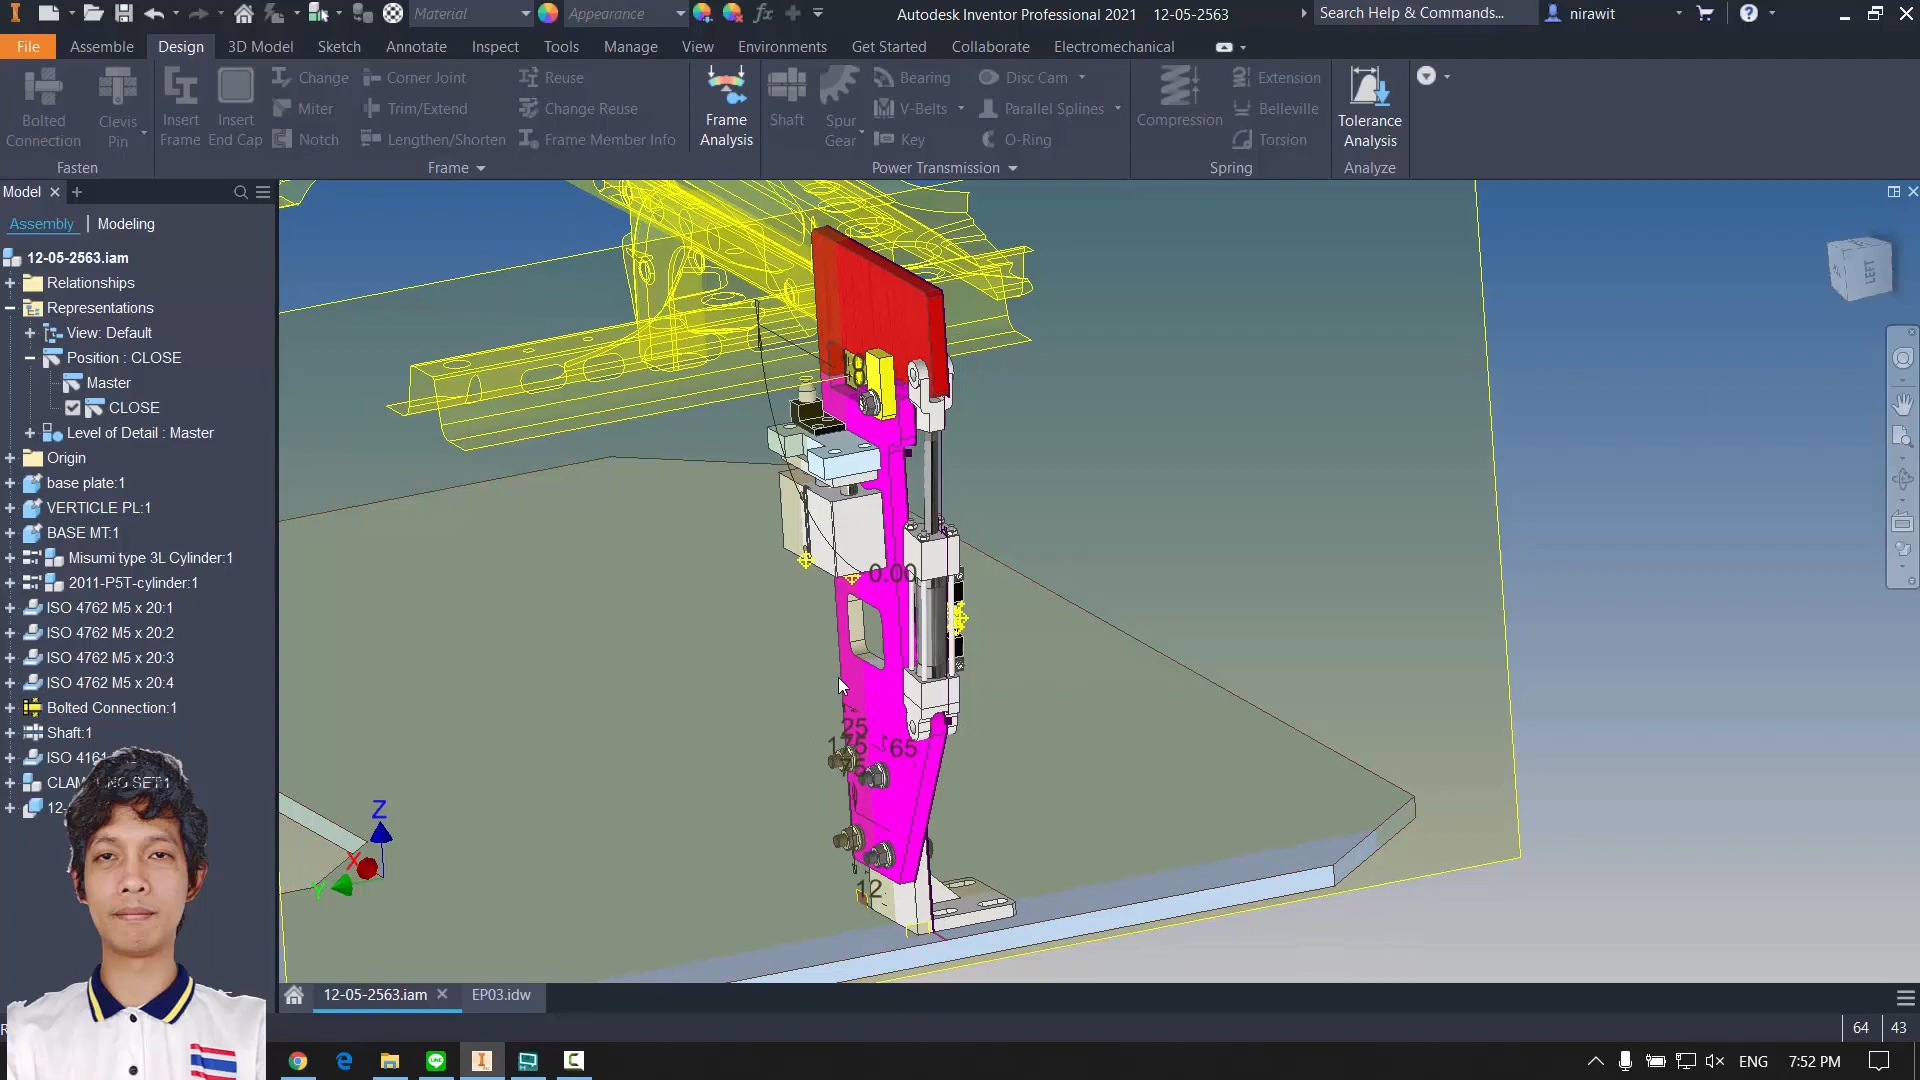 Material
Appearance
Autodesk Inventor Professional 2021 12-05-2563
Search Help & Commands...
nirawit
File
Assemble
Design
3D Model
Sketch
Annotate
Inspect
Tools
Manage
View
Environments
Get Started
Collaborate
Electromechanical
Bolted Connection
Clevis Pin
Insert Frame
Insert End Cap
Change
Miter
Notch
Corner Joint
Trim/Extend
Lengthen/Shorten
Reuse
Change Reuse
Frame Member Info
Frame Analysis
Shaft
Spur Gear
Bearing
V-Belts
Key
Disc Cam
Parallel Splines
O-Ring
Compression
Extension
Belleville
Torsion
Tolerance Analysis
Fasten
Frame
Power Transmission
Spring
Analyze
Model
Assembly
Modeling
12-05-2563.iam
Relationships
Representations
View: Default
Position : CLOSE
Master
CLOSE
Level of Detail : Master
Origin
base plate:1
VERTICLE PL:1
BASE MT:1
Misumi type 3L Cylinder:1
2011-P5T-cylinder:1
ISO 4762 M5 x 20:1
ISO 4762 M5 x 20:2
ISO 4762 M5 x 20:3
ISO 4762 M5 x 20:4
Bolted Connection:1
Shaft:1
ISO 4161
12-
LEFT
8
0.00
25
175
165
12
Z
X
Y
12-05-2563.iam
EP03.idw
64
43
ENG
7:52 PM